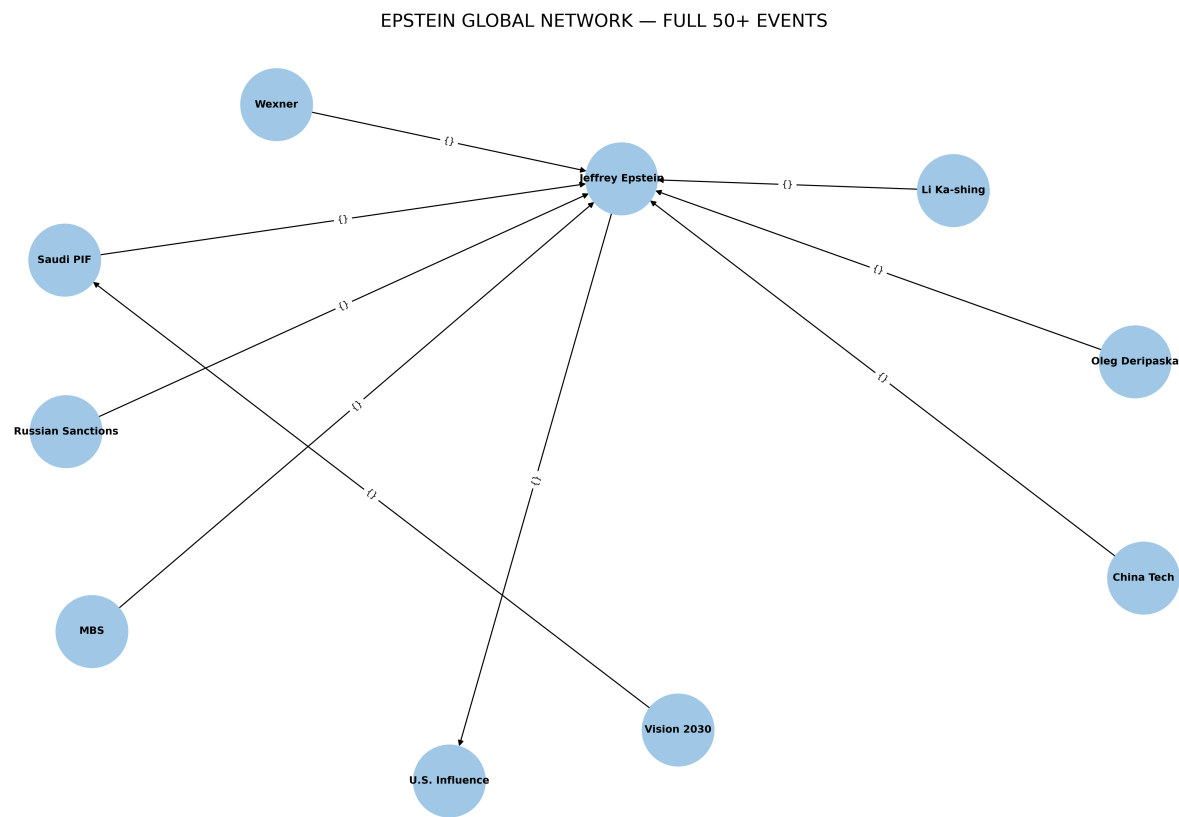 EPSTEIN GLOBAL NETWORK — FULL 50+ EVENTS
Wexner
{}
Jeffrey Epstein
{}
Li Ka-shing
{}
Saudi PIF
{}
{}
Oleg Deripaska
{}
{}
Russian Sanctions
{}
{}
China Tech
MBS
Vision 2030
U.S. Influence